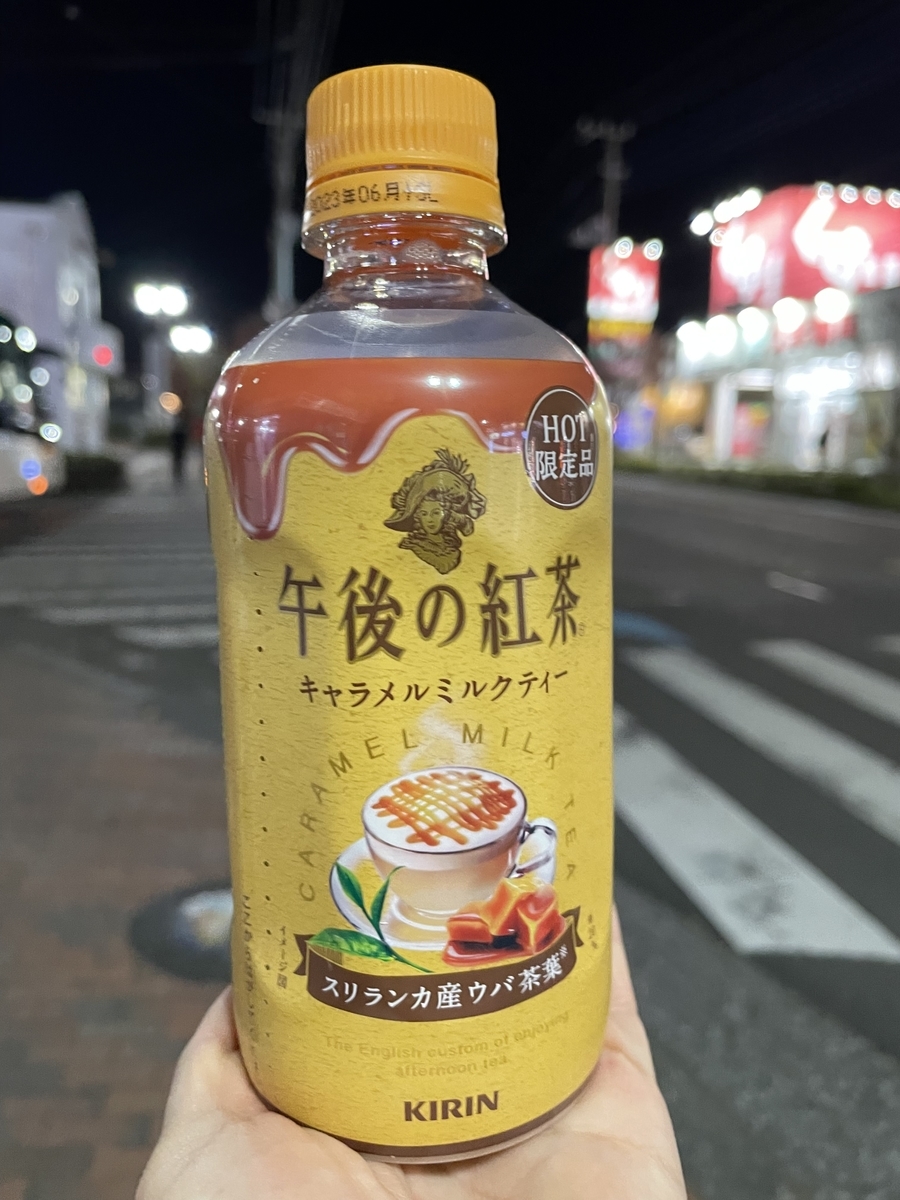 2023年06月
HOT
限定品
午後の紅茶
キャラメルミルクティー
CARAMEL MILK TEA
イメージ図
スリランカ産ウバ茶葉※
The English custom of enjoying
afternoon tea.
KIRIN